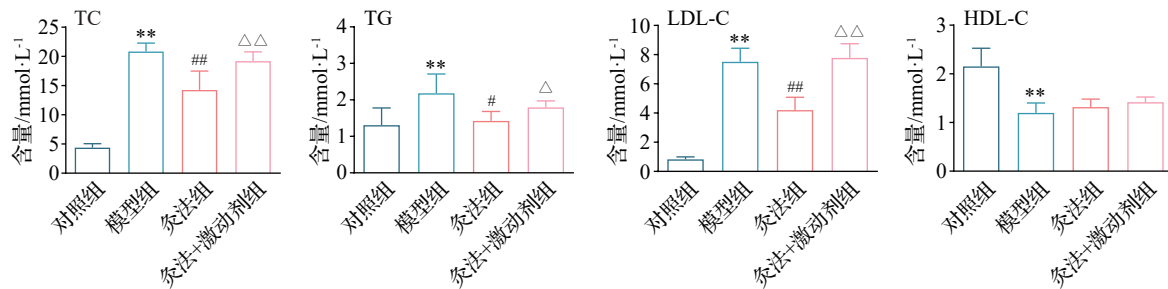 TC
含量/mmol·L⁻¹
25
20
15
10
5
0
**
##
△△
对照组
模型组
灸法组
灸法+激动剂组
TG
含量/mmol·L⁻¹
4
3
2
1
0
**
#
△
对照组
模型组
灸法组
灸法+激动剂组
LDL-C
含量/mmol·L⁻¹
10
8
6
4
2
0
**
##
△△
对照组
模型组
灸法组
灸法+激动剂组
HDL-C
含量/mmol·L⁻¹
3
2
1
0
**
对照组
模型组
灸法组
灸法+激动剂组